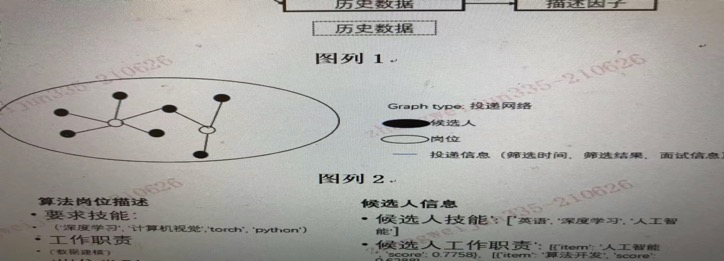 历史数据
描述因子
历史数据
图列 1
Graph type: 投递网络
候选人
岗位
投递信息（筛选时间, 筛选结果, 面试信息
图列 2
算法岗位描述
• 要求技能：
• （'深度学习', '计算机视觉', 'torch', 'python'）
• 工作职责
• （数据建模）
候选人信息
• 候选人技能：['英语', '深度学习', '人工智
能']
• 候选人工作职责：[{'item': '人工智能
'score': 0.7758}, [{'item': '算法开发', 'score':